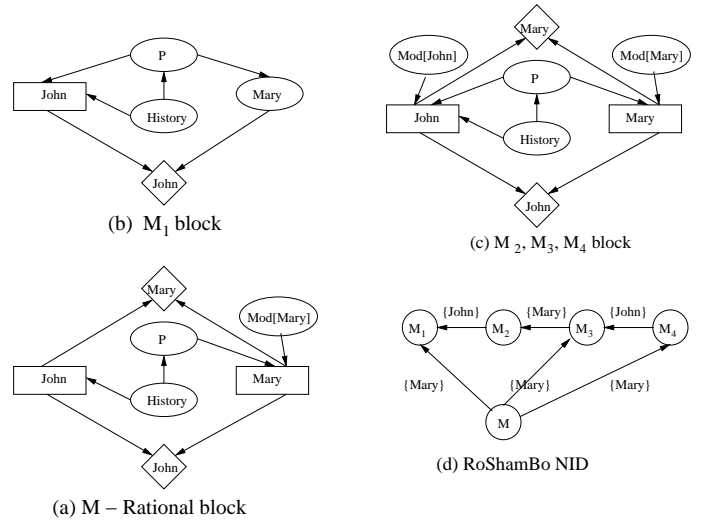 P
John
Mary
History
John
(b) M1 block
Mary
Mod[John]
Mod[Mary]
P
John
Mary
History
John
(c) M 2, M3, M4 block
Mary
Mod[Mary]
P
John
Mary
History
John
(a) M – Rational block
{John}
{Mary}
{John}
M1
M2
M3
M4
{Mary}
{Mary}
{Mary}
M
(d) RoShamBo NID